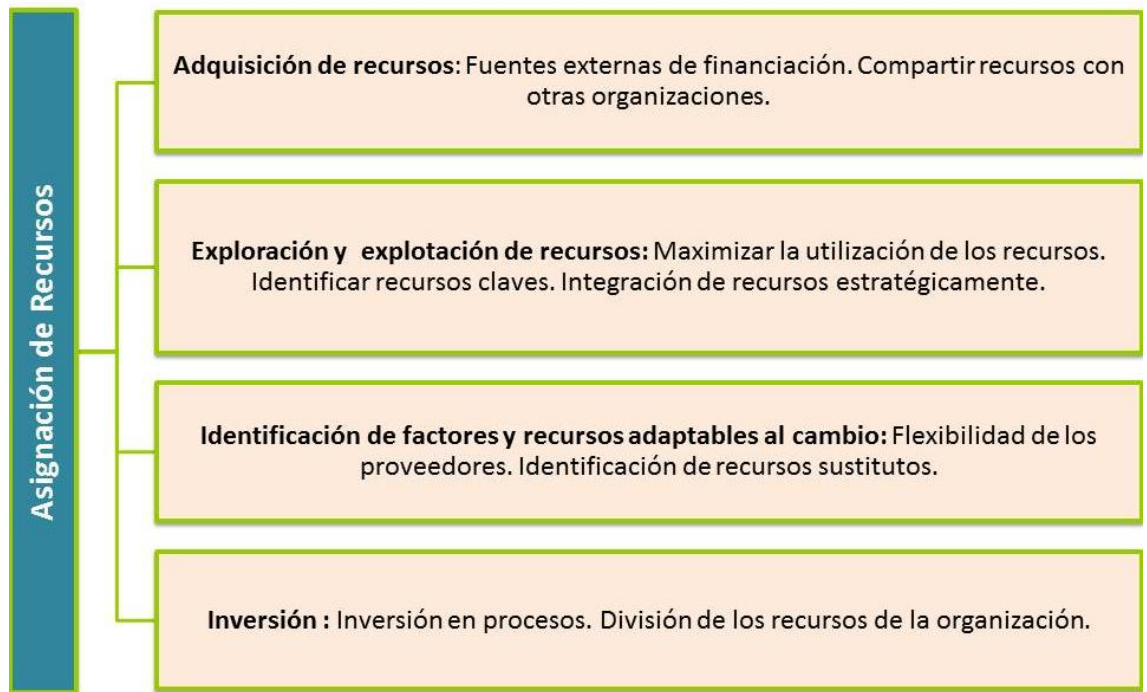 Asignación de Recursos
Adquisición de recursos: Fuentes externas de financiación. Compartir recursos con
otras organizaciones.
Exploración y explotación de recursos: Maximizar la utilización de los recursos.
Identificar recursos claves. Integración de recursos estratégicamente.
Identificación de factores y recursos adaptables al cambio: Flexibilidad de los
proveedores. Identificación de recursos sustitutos.
Inversión : Inversión en procesos. División de los recursos de la organización.